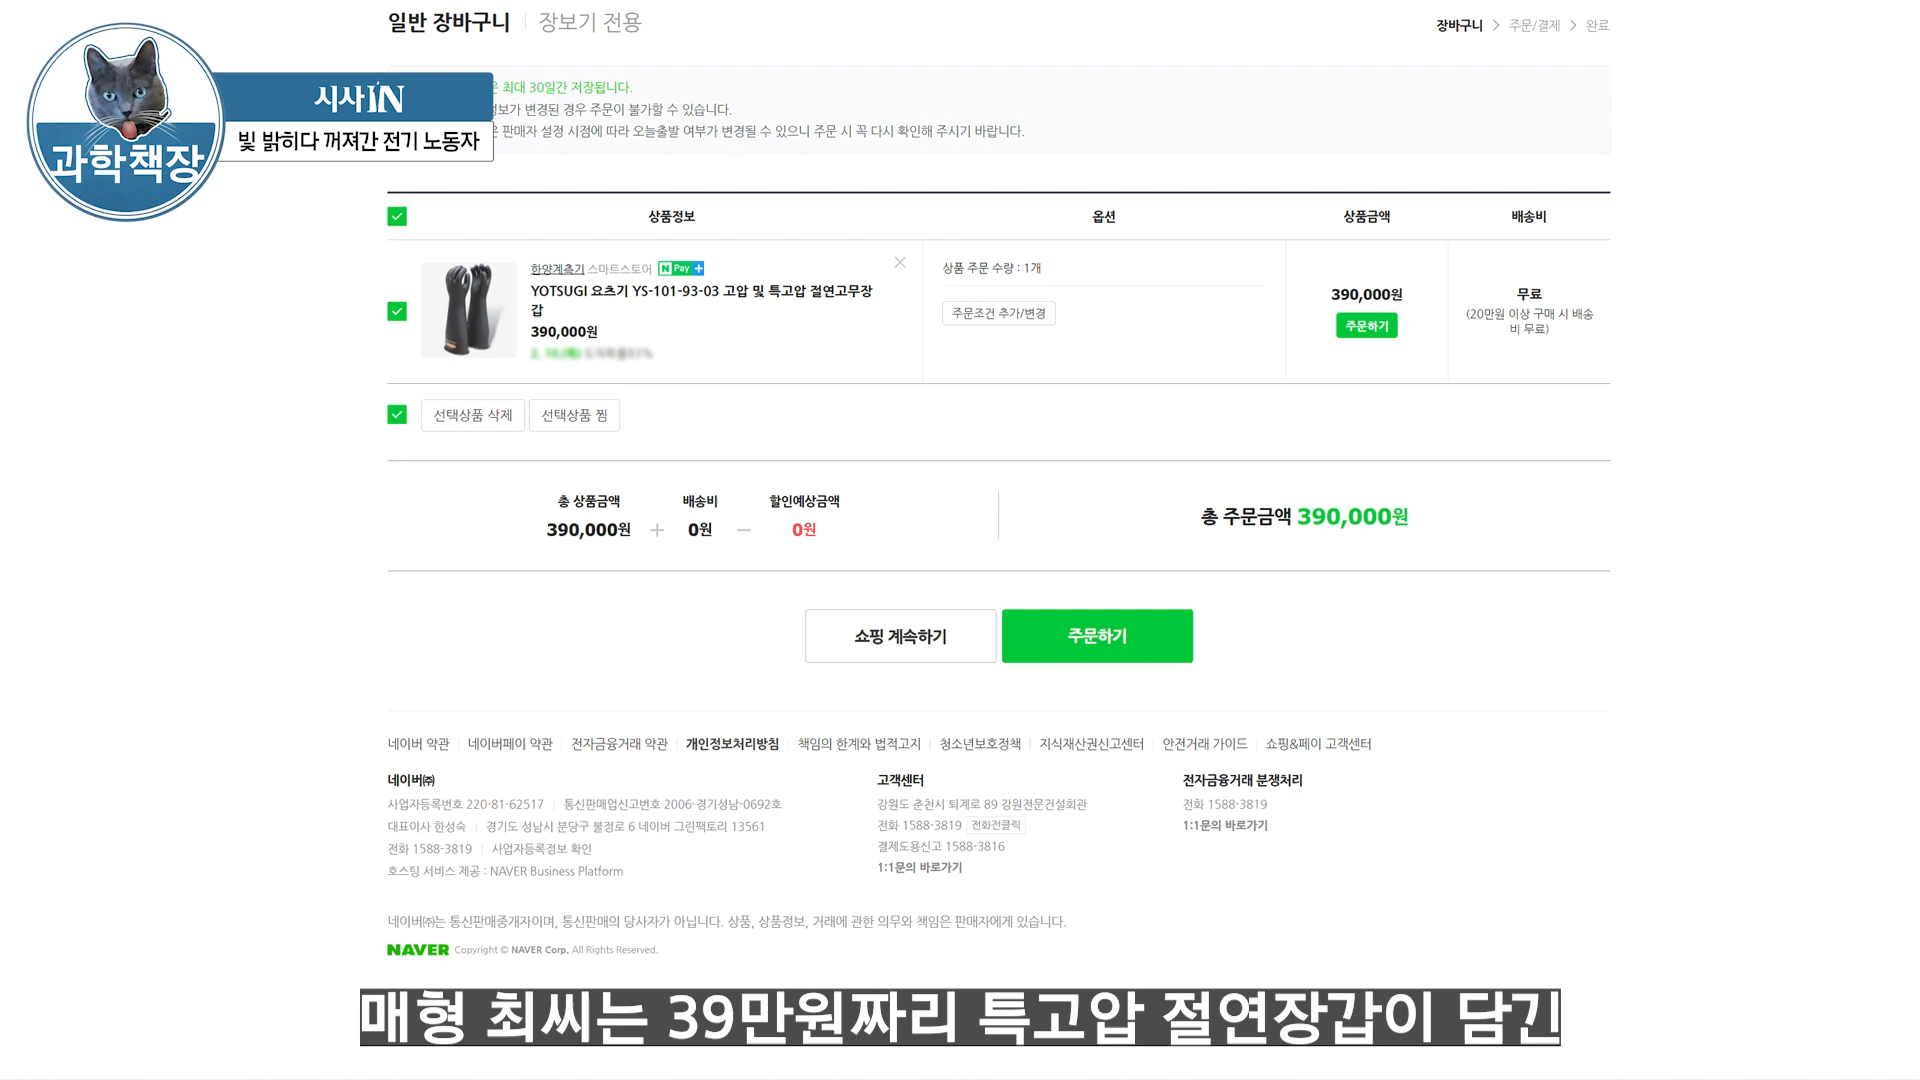 일반 장바구니 장보기 전용
장바구니 > 주문/결제 > 완료
과학책장
시사IN
빛 밝히다 꺼져간 전기 노동자
최대 30일간 저장됩니다.
정보가 변경된 경우 주문이 불가할 수 있습니다.
판매자 설정 시점에 따라 오늘출발 여부가 변경될 수 있으니 주문 시 꼭 다시 확인해 주시기 바랍니다.
상품정보 옵션 상품금액 배송비
한양계측기 스마트스토어 N Pay +
YOTSUGI 요츠기 YS-101-93-03 고압 및 특고압 절연고무장
갑
390,000원
상품 주문 수량 : 1개
주문조건 추가/변경
390,000원
주문하기
무료
(20만원 이상 구매 시 배송
비 무료)
선택상품 삭제 선택상품 찜
총 상품금액 배송비 할인예상금액
390,000원 + 0원 - 0원
총 주문금액 390,000원
쇼핑 계속하기 주문하기
네이버 약관 네이버페이 약관 전자금융거래 약관 개인정보처리방침 책임의 한계와 법적고지 청소년보호정책 지식재산권신고센터 안전거래 가이드 쇼핑&페이 고객센터
네이버㈜
사업자등록번호 220-81-62517 통신판매업신고번호 2006-경기성남-0692호
대표이사 한성숙 경기도 성남시 분당구 불정로 6 네이버 그린팩토리 13561
전화 1588-3819 사업자등록정보 확인
호스팅 서비스 제공 : NAVER Business Platform
고객센터
강원도 춘천시 퇴계로 89 강원전문건설회관
전화 1588-3819 전화전클릭
결제도용신고 1588-3816
1:1문의 바로가기
전자금융거래 분쟁처리
전화 1588-3819
1:1문의 바로가기
네이버㈜는 통신판매중개자이며, 통신판매의 당사자가 아닙니다. 상품, 상품정보, 거래에 관한 의무와 책임은 판매자에게 있습니다.
NAVER Copyright © NAVER Corp. All Rights Reserved.
매형 최씨는 39만원짜리 특고압 절연장갑이 담긴